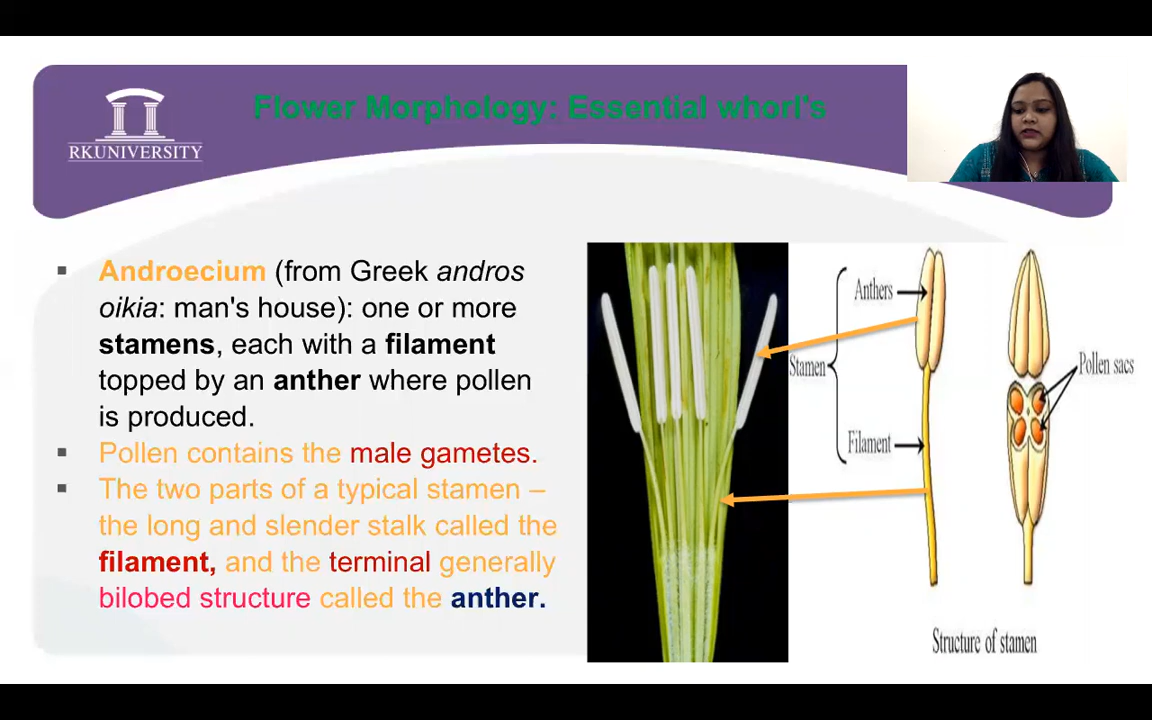 Flower Morphology: Essential whorl's
RKUNIVERSITY
Androecium (from Greek andros
oikia: man's house): one or more
stamens, each with a filament
topped by an anther where pollen
is produced.
Pollen contains the male gametes.
The two parts of a typical stamen –
the long and slender stalk called the
filament, and the terminal generally
bilobed structure called the anther.
Anthers
Stamen
Filament
Pollen sacs
Structure of stamen